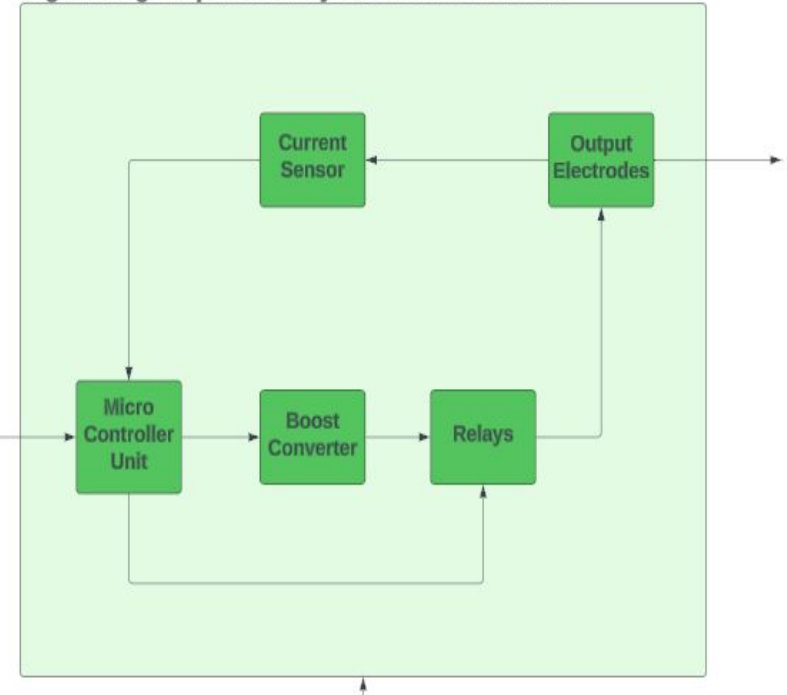 Current
Sensor
Output
Electrodes
Micro
Controller
Unit
Boost
Converter
Relays